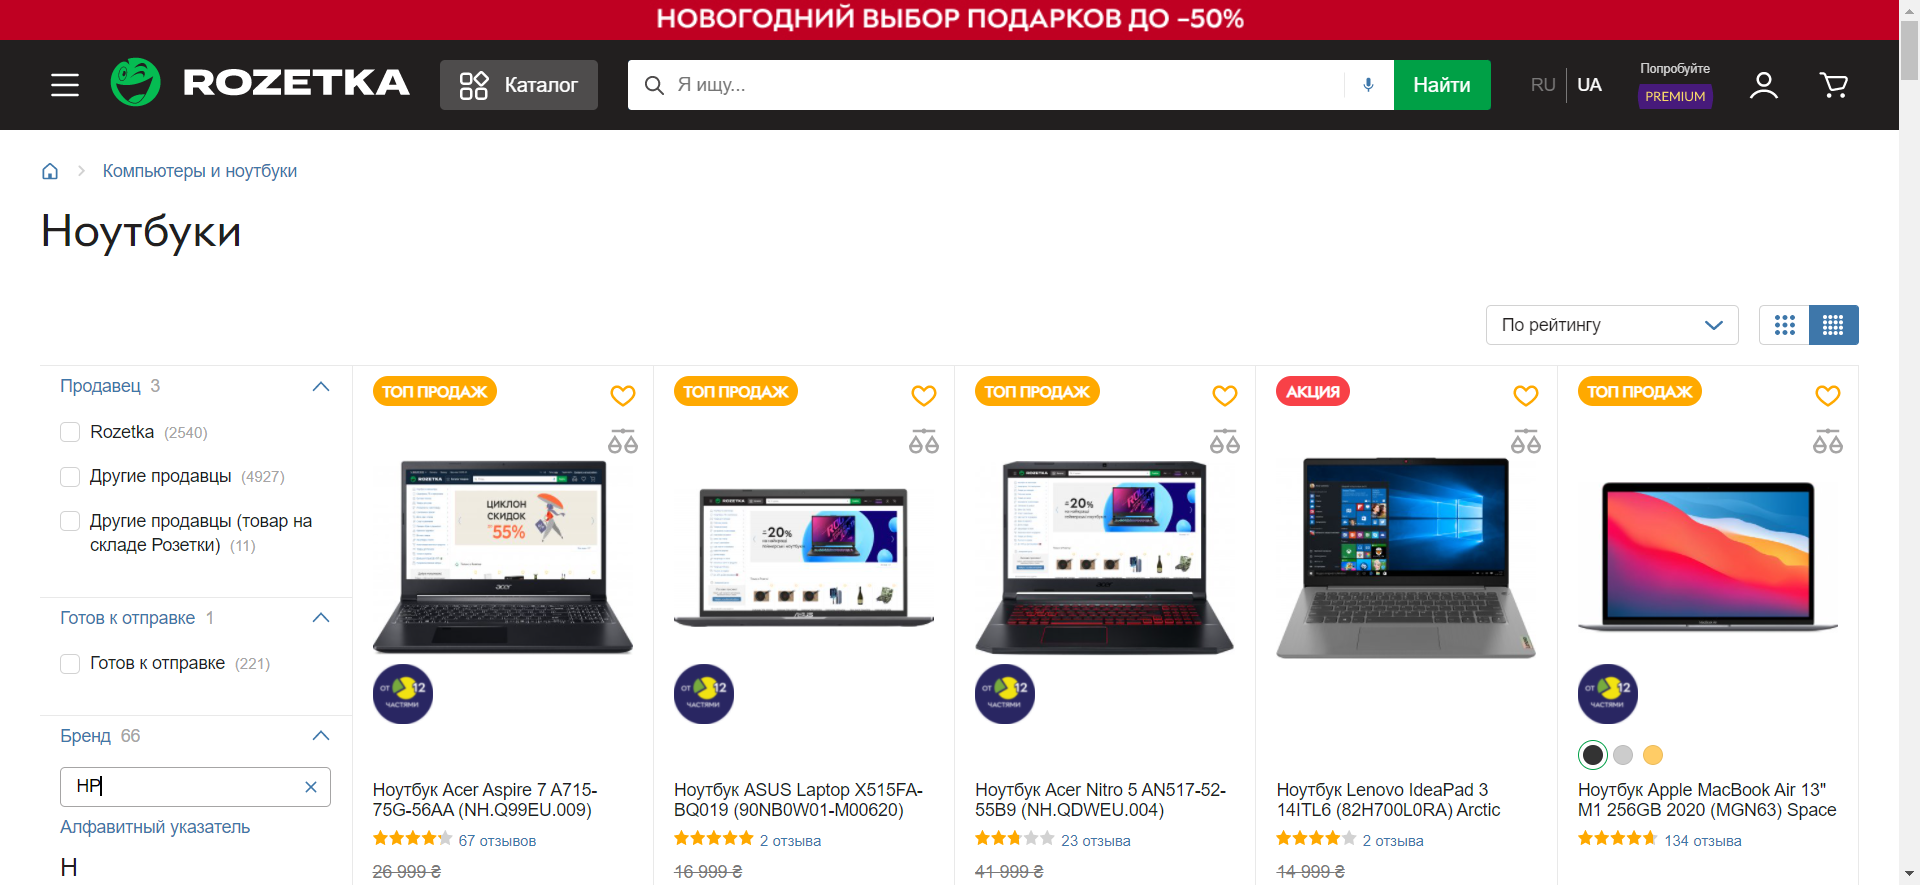 НОВОГОДНИЙ ВЫБОР ПОДАРКОВ ДО −50%
ROZETKA
Каталог
Я ищу...
Найти
RU
UA
Попробуйте
PREMIUM
Компьютеры и ноутбуки
Ноутбуки
По рейтингу
Продавец 3
Rozetka (2540)
Другие продавцы (4927)
Другие продавцы (товар на
складе Розетки) (11)
Готов к отправке 1
Готов к отправке (221)
Бренд 66
HP
Алфавитный указатель
H
ТОП ПРОДАЖ
ROZETKA
ЦИКЛОН
СКИДОК
55%
acer
ОТ 12
ЧАСТЯМИ
Ноутбук Acer Aspire 7 A715-
75G-56AA (NH.Q99EU.009)
67 отзывов
26 999 ₴
ТОП ПРОДАЖ
ROZETKA
−20%
ASUS
ОТ 12
ЧАСТЯМИ
Ноутбук ASUS Laptop X515FA-
BQ019 (90NB0W01-M00620)
2 отзыва
16 999 ₴
ТОП ПРОДАЖ
ROZETKA
−20%
acer
ОТ 12
ЧАСТЯМИ
Ноутбук Acer Nitro 5 AN517-52-
55B9 (NH.QDWEU.004)
23 отзыва
41 999 ₴
АКЦИЯ
Ноутбук Lenovo IdeaPad 3
14ITL6 (82H700L0RA) Arctic
2 отзыва
14 999 ₴
ТОП ПРОДАЖ
ОТ 12
ЧАСТЯМИ
Ноутбук Apple MacBook Air 13"
M1 256GB 2020 (MGN63) Space
134 отзыва